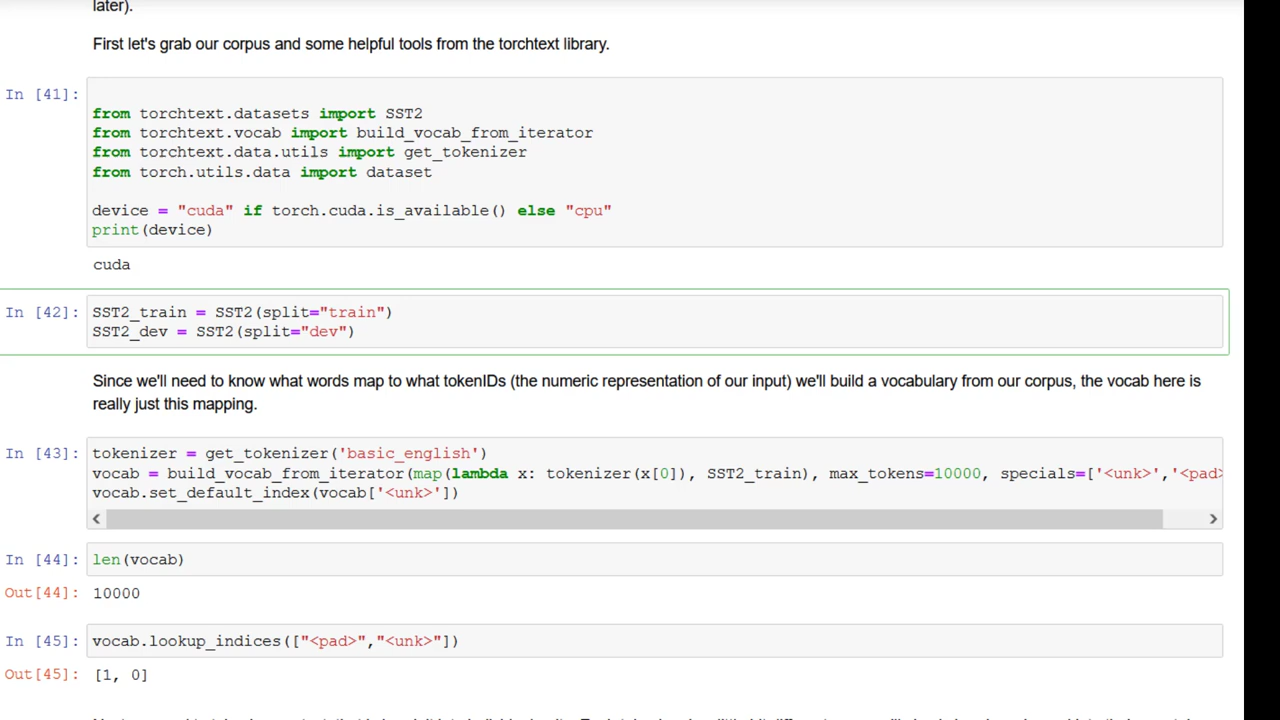 later).
First let's grab our corpus and some helpful tools from the torchtext library.
In [41]:
from torchtext.datasets import SST2
from torchtext.vocab import build_vocab_from_iterator
from torchtext.data.utils import get_tokenizer
from torch.utils.data import dataset
device = "cuda" if torch.cuda.is_available() else "cpu"
print(device)
cuda
In [42]: SST2_train = SST2(split="train")
SST2_dev = SST2(split="dev")
Since we'll need to know what words map to what tokenIDs (the numeric representation of our input) we'll build a vocabulary from our corpus, the vocab here is
really just this mapping.
In [43]: tokenizer = get_tokenizer('basic_english')
vocab = build_vocab_from_iterator(map(lambda x: tokenizer(x[0]), SST2_train), max_tokens=10000, specials=['<unk>','<pad>
vocab.set_default_index(vocab['<unk>'])
In [44]: len(vocab)
Out[44]: 10000
In [45]: vocab.lookup_indices(["<pad>","<unk>"])
Out[45]: [1, 0]